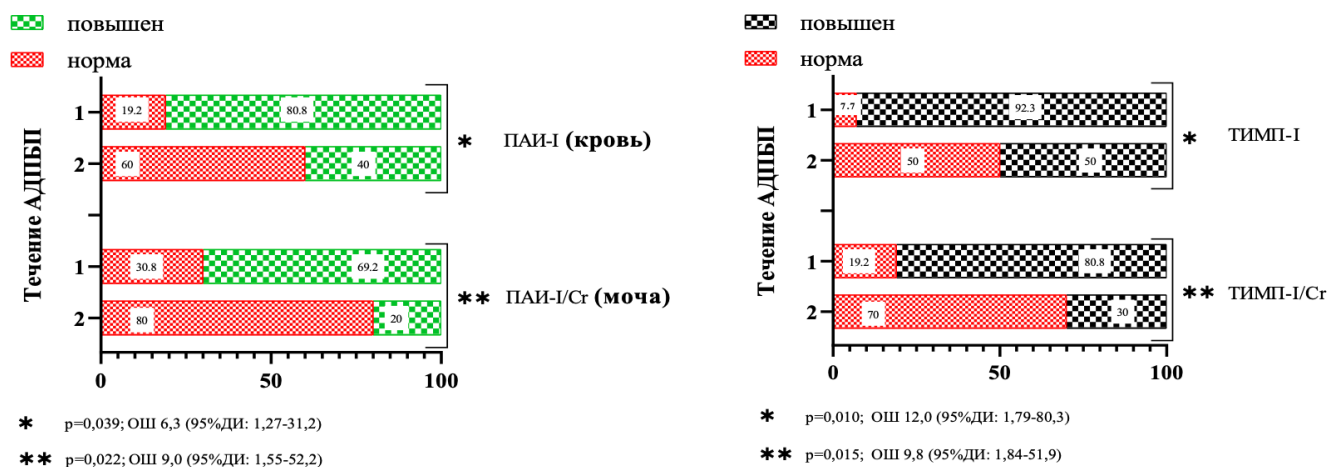 повышен
норма
Течение АДПБП
1
19.2
80.8
2
60
40
* ПАИ-I (кровь)
1
30.8
69.2
2
80
20
** ПАИ-I/Cr (моча)
0
50
100
* p=0,039; ОШ 6,3 (95%ДИ: 1,27-31,2)
** p=0,022; ОШ 9,0 (95%ДИ: 1,55-52,2)
повышен
норма
Течение АДПБП
1
7.7
92.3
2
50
50
* ТИМП-I
1
19.2
80.8
2
70
30
** ТИМП-I/Cr
0
50
100
* p=0,010; ОШ 12,0 (95%ДИ: 1,79-80,3)
** p=0,015; ОШ 9,8 (95%ДИ: 1,84-51,9)